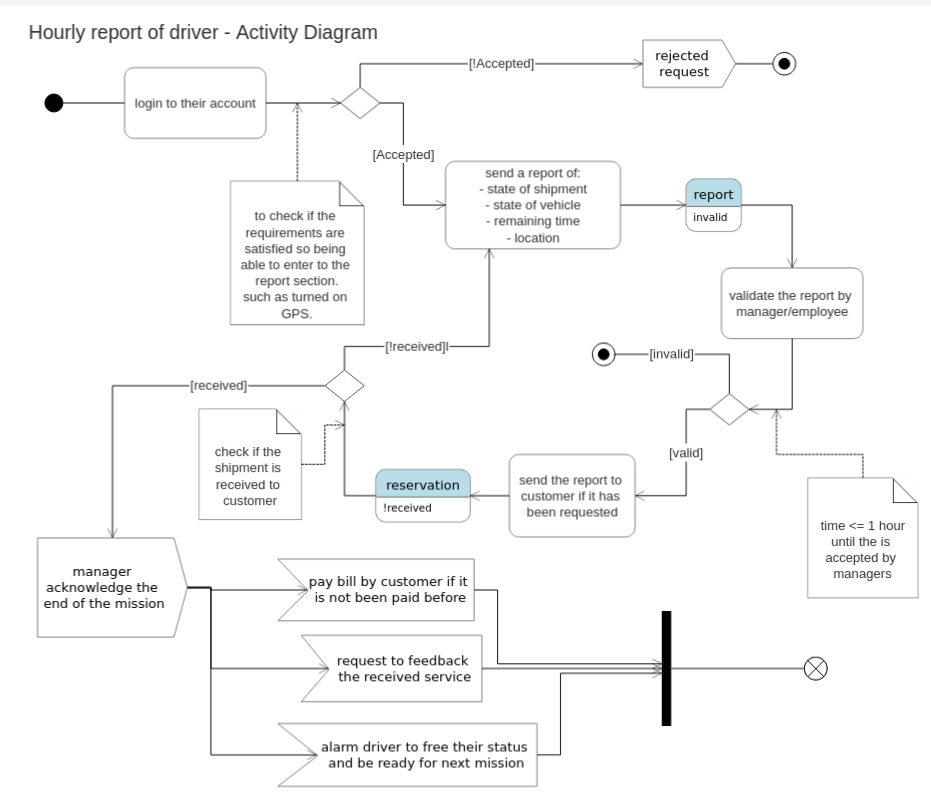 Hourly report of driver - Activity Diagram
[!Accepted]
rejected
request
login to their account
[Accepted]
send a report of:
- state of shipment
- state of vehicle
- remaining time
- location
report
invalid
to check if the
requirements are
satisfied so being
able to enter to the
report section.
such as turned on
GPS.
validate the report by
manager/employee
[!received]l
[invalid]
[received]
[valid]
check if the
shipment is
received to
customer
reservation
!received
send the report to
customer if it has
been requested
time <= 1 hour
until the is
accepted by
managers
manager
acknowledge the
end of the mission
pay bill by customer if it
is not been paid before
request to feedback
the received service
alarm driver to free their status
and be ready for next mission